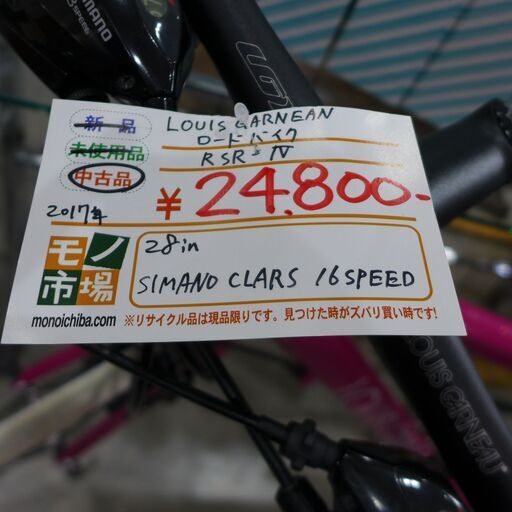 SHIMANO
LOUIS GARNEAN
ロードバイク
RSR-IV
新品
未使用品
中古品
2017年
¥24.800-
28in
SIMANO CLARS 16SPEED
モノ
市場
monoichiba.com
※リサイクル品は現品限りです。見つけた時がズバリ買い時です!
LOUIS GARNEAU